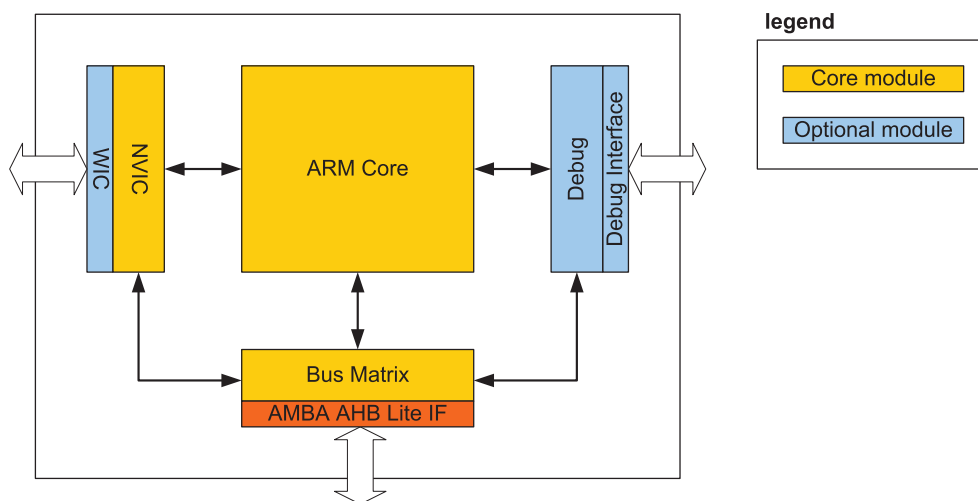 legend
Core module
Optional module
WIC
NVIC
ARM Core
Debug
Debug Interface
Bus Matrix
AMBA AHB Lite IF